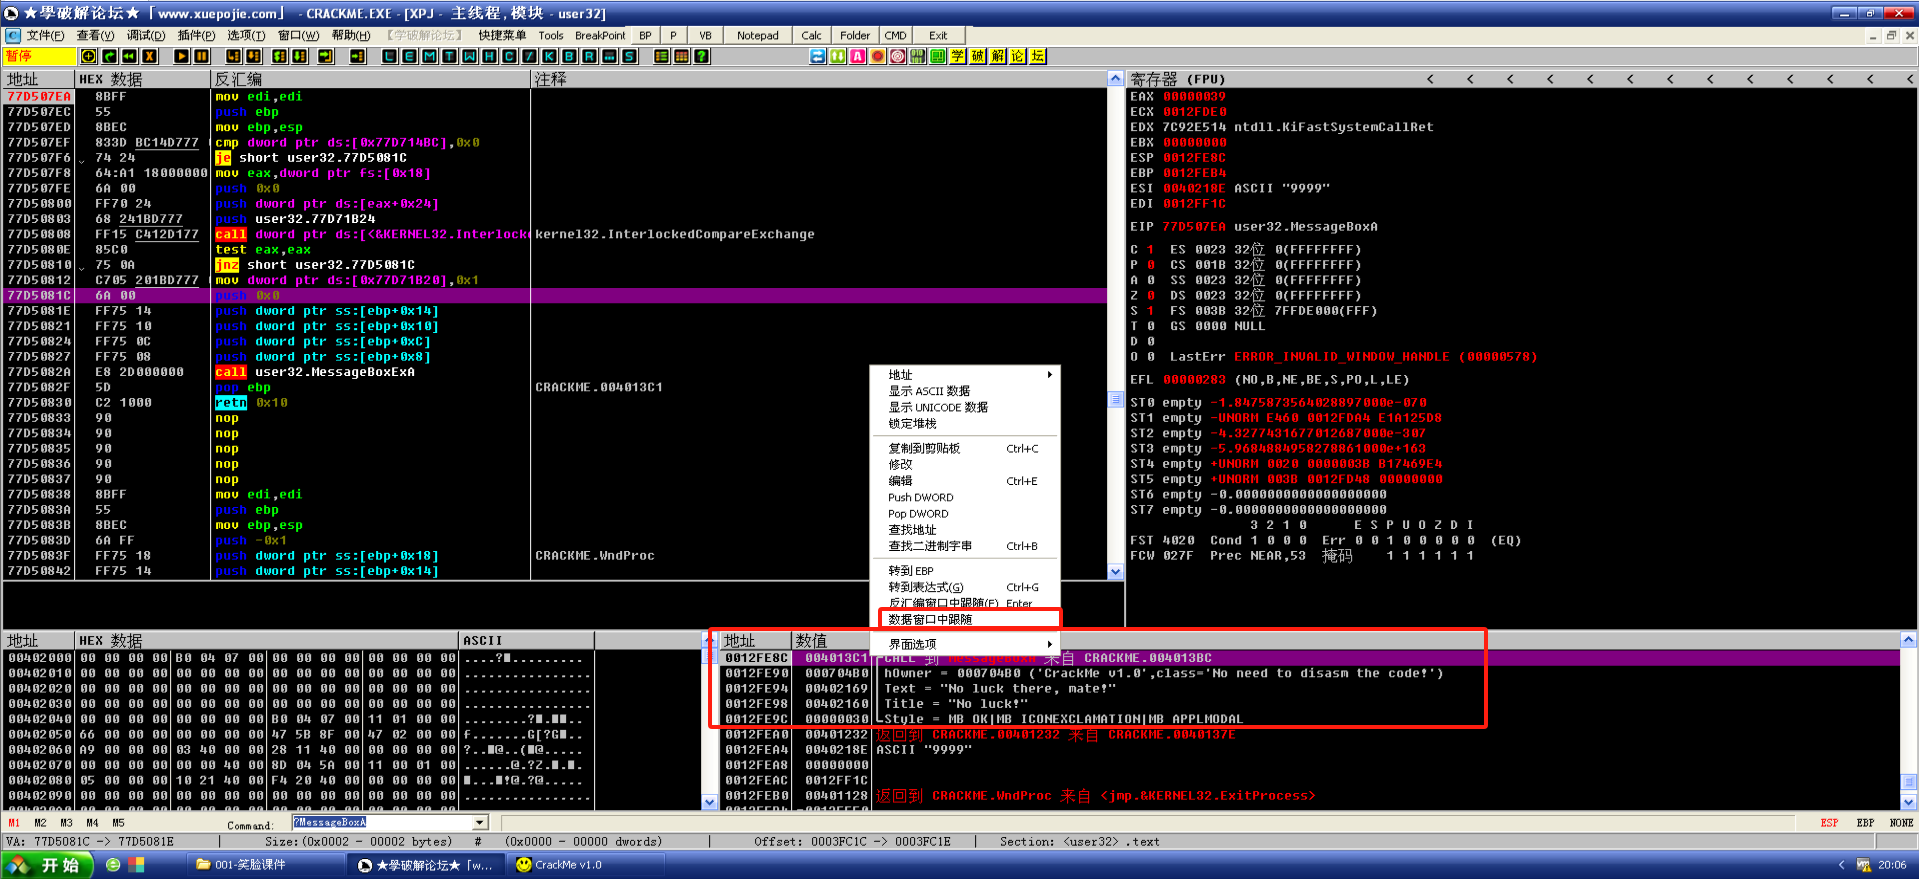 ★學破解论坛★「www.xuepojie.com」 - CRACKME.EXE - [XPJ - 主线程, 模块 - user32]
文件(F) 查看(V) 调试(D) 插件(P) 选项(T) 窗口(W) 帮助(H) 【学破解论坛】 快捷菜单 Tools BreakPoint BP P VB Notepad Calc Folder CMD Exit
暂停 L E M T W H C / K B R ... S ? A 学 破 解 论 坛
地址 HEX 数据 反汇编 注释
77D507EA 8BFF mov edi,edi
77D507EC 55 push ebp
77D507ED 8BEC mov ebp,esp
77D507EF 833D BC14D777 cmp dword ptr ds:[0x77D714BC],0x0
77D507F6 74 24 je short user32.77D5081C
77D507F8 64:A1 18000000 mov eax,dword ptr fs:[0x18]
77D507FE 6A 00 push 0x0
77D50800 FF70 24 push dword ptr ds:[eax+0x24]
77D50803 68 241BD777 push user32.77D71B24
77D50808 FF15 C412D177 call dword ptr ds:[<&KERNEL32.Interlocke kernel32.InterlockedCompareExchange
77D5080E 85C0 test eax,eax
77D50810 75 0A jnz short user32.77D5081C
77D50812 C705 201BD777 mov dword ptr ds:[0x77D71B20],0x1
77D5081C 6A 00 push 0x0
77D5081E FF75 14 push dword ptr ss:[ebp+0x14]
77D50821 FF75 10 push dword ptr ss:[ebp+0x10]
77D50824 FF75 0C push dword ptr ss:[ebp+0xC]
77D50827 FF75 08 push dword ptr ss:[ebp+0x8]
77D5082A E8 2D000000 call user32.MessageBoxExA
77D5082F 5D pop ebp CRACKME.004013C1
77D50830 C2 1000 retn 0x10
77D50833 90 nop
77D50834 90 nop
77D50835 90 nop
77D50836 90 nop
77D50837 90 nop
77D50838 8BFF mov edi,edi
77D5083A 55 push ebp
77D5083B 8BEC mov ebp,esp
77D5083D 6A FF push -0x1
77D5083F FF75 18 push dword ptr ss:[ebp+0x18] CRACKME.WndProc
77D50842 FF75 14 push dword ptr ss:[ebp+0x14]
寄存器 (FPU) < < < < < < < < < < < < <
EAX 00000039
ECX 0012FDE0
EDX 7C92E514 ntdll.KiFastSystemCallRet
EBX 00000000
ESP 0012FE8C
EBP 0012FEB4
ESI 0040218E ASCII "9999"
EDI 0012FF1C
EIP 77D507EA user32.MessageBoxA
C 1 ES 0023 32位 0(FFFFFFFF)
P 0 CS 001B 32位 0(FFFFFFFF)
A 0 SS 0023 32位 0(FFFFFFFF)
Z 0 DS 0023 32位 0(FFFFFFFF)
S 1 FS 003B 32位 7FFDE000(FFF)
T 0 GS 0000 NULL
D 0
O 0 LastErr ERROR_INVALID_WINDOW_HANDLE (00000578)
EFL 00000283 (NO,B,NE,BE,S,PO,L,LE)
ST0 empty -1.8475873564028897000e-070
ST1 empty -UNORM E460 0012FDA4 E1A125D8
ST2 empty -4.3277431677012687000e-307
ST3 empty -5.9684884958278861000e+163
ST4 empty +UNORM 0020 0000003B B17469E4
ST5 empty +UNORM 003B 0012FD48 00000000
ST6 empty -0.0000000000000000000
ST7 empty -0.0000000000000000000
3 2 1 0 E S P U O Z D I
FST 4020 Cond 1 0 0 0 Err 0 0 1 0 0 0 0 0 (EQ)
FCW 027F Prec NEAR,53 掩码 1 1 1 1 1 1
地址
显示 ASCII 数据
显示 UNICODE 数据
锁定堆栈
复制到剪贴板 Ctrl+C
修改
编辑 Ctrl+E
Push DWORD
Pop DWORD
查找地址
查找二进制字串 Ctrl+B
转到 EBP
转到表达式(G) Ctrl+G
反汇编窗口中跟随(F) Enter
数据窗口中跟随
界面选项
地址 HEX 数据 ASCII
00402000 00 00 00 00 B0 04 07 00 00 00 00 00 00 00 00 00
00402010 00 00 00 00 00 00 00 00 00 00 00 00 00 00 00 00 ................
00402020 00 00 00 00 00 00 00 00 00 00 00 00 00 00 00 00 ................
00402030 00 00 00 00 00 00 00 00 00 00 00 00 00 00 00 00 ................
00402040 00 00 00 00 00 00 00 00 B0 04 07 00 11 01 00 00
00402050 66 00 00 00 00 00 00 00 47 5B 8F 00 47 02 00 00
00402060 A9 00 00 00 03 40 00 00 28 11 40 00 00 00 00 00
00402070 00 00 00 00 00 00 40 00 8D 04 5A 00 11 00 01 00
00402080 05 00 00 00 10 21 40 00 F4 20 40 00 00 00 00 00
00402090 00 00 00 00 00 00 00 00 00 00 00 00 00 00 00 00 ................
地址 数值
0012FE8C 004013C1 CALL 到 MessageBoxA 来自 CRACKME.004013BC
0012FE90 000704B0 hOwner = 000704B0 ('CrackMe v1.0',class='No need to disasm the code!')
0012FE94 00402169 Text = "No luck there, mate!"
0012FE98 00402160 Title = "No luck!"
0012FE9C 00000030 Style = MB_OK|MB_ICONEXCLAMATION|MB_APPLMODAL
0012FEA0 00401232 返回到 CRACKME.00401232 来自 CRACKME.0040137E
0012FEA4 0040218E ASCII "9999"
0012FEA8 00000000
0012FEAC 0012FF1C
0012FEB0 00401128 返回到 CRACKME.WndProc 来自 <jmp.&KERNEL32.ExitProcess>
M1 M2 M3 M4 M5 Command: ?MessageBoxA ESP EBP NONE
VA: 77D5081C -> 77D5081E Size:(0x0002 - 00002 bytes) # (0x0000 - 00000 dwords) Offset: 0003FC1C -> 0003FC1E Section: <user32> .text
开始 001-笑脸课件 ★學破解论坛★「w... CrackMe v1.0 20:06